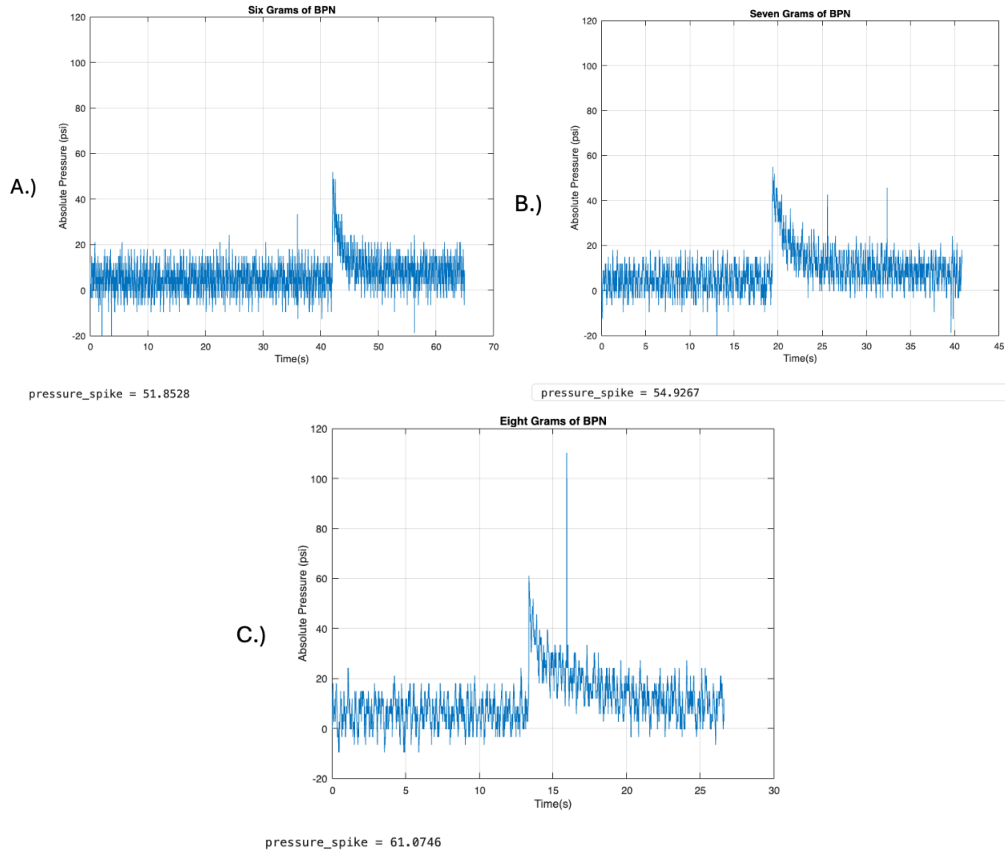 Six Grams of BPN
120
100
80
60
40
20
0
-20
Absolute Pressure (psi)
0 10 20 30 40 50 60 70
Time(s)
A.)
pressure_spike = 51.8528
Seven Grams of BPN
120
100
80
60
40
20
0
-20
Absolute Pressure (psi)
0 5 10 15 20 25 30 35 40 45
Time(s)
B.)
pressure_spike = 54.9267
Eight Grams of BPN
120
100
80
60
40
20
0
-20
Absolute Pressure (psi)
0 5 10 15 20 25 30
Time(s)
C.)
pressure_spike = 61.0746